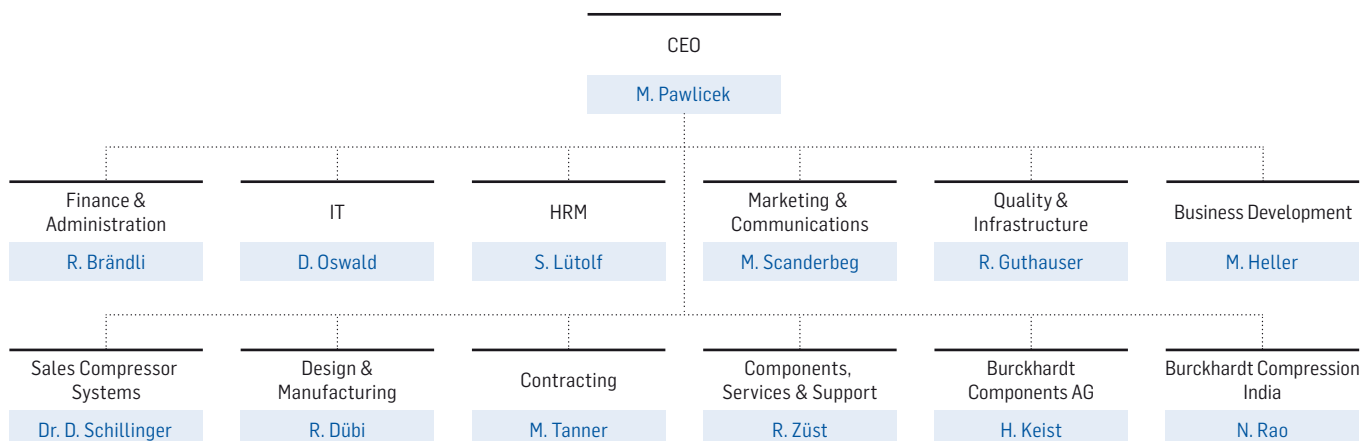 CEO
M. Pawlicek
Finance &
Administration
R. Brändli
IT
D. Oswald
HRM
S. Lütolf
Marketing &
Communications
M. Scanderbeg
Quality &
Infrastructure
R. Guthauser
Business Development
M. Heller
Sales Compressor
Systems
Dr. D. Schillinger
Design &
Manufacturing
R. Dübi
Contracting
M. Tanner
Components,
Services & Support
R. Züst
Burckhardt
Components AG
H. Keist
Burckhardt Compression
India
N. Rao